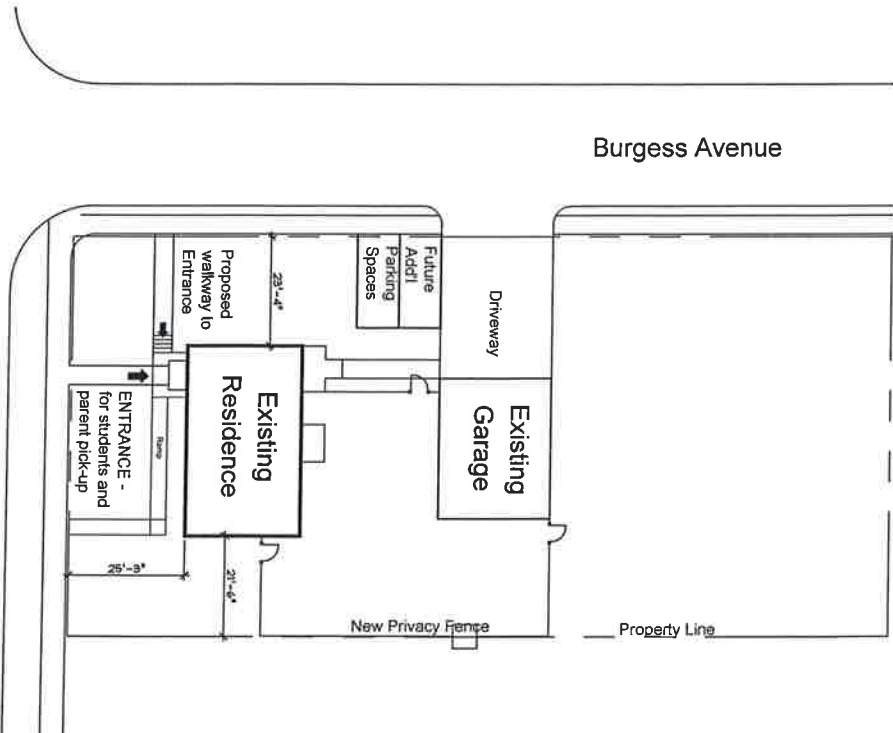 Burgess Avenue
Proposed
walkway to
Entrance
23'-4"
Future
Add'l
Parking
Spaces
Driveway
Existing
Residence
Existing
Garage
ENTRANCE -
for students and
parent pick-up
Ramp
25'-3"
21'-6"
New Privacy Fence
Property Line